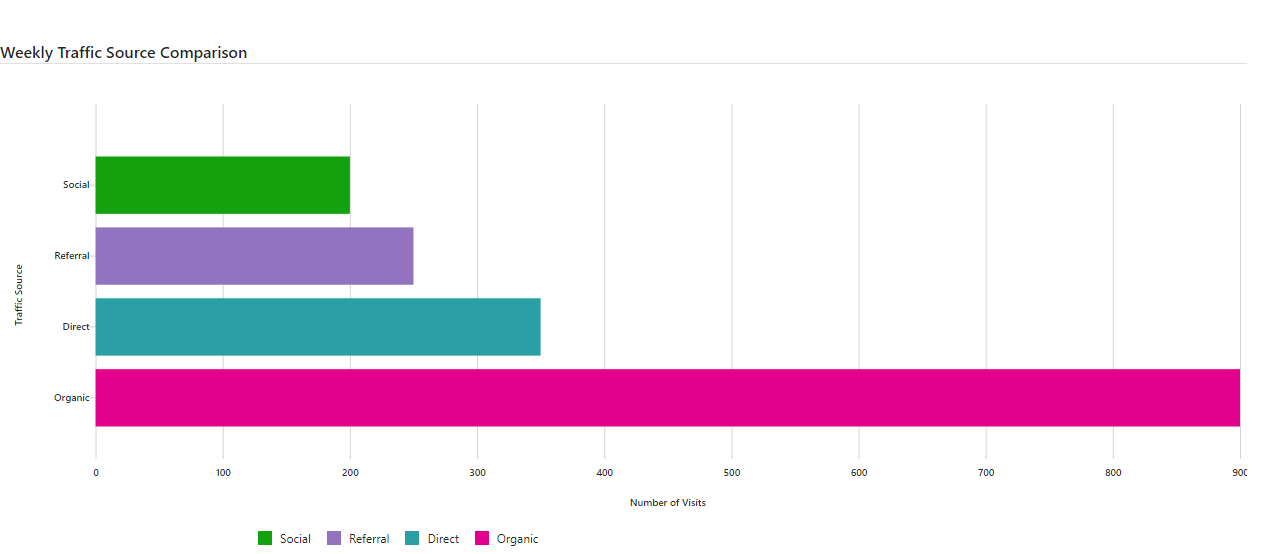 Weekly Traffic Source Comparison
Social
Referral
Direct
Organic
Traffic Source
0 100 200 300 400 500 600 700 800 900
Number of Visits
Social Referral Direct Organic